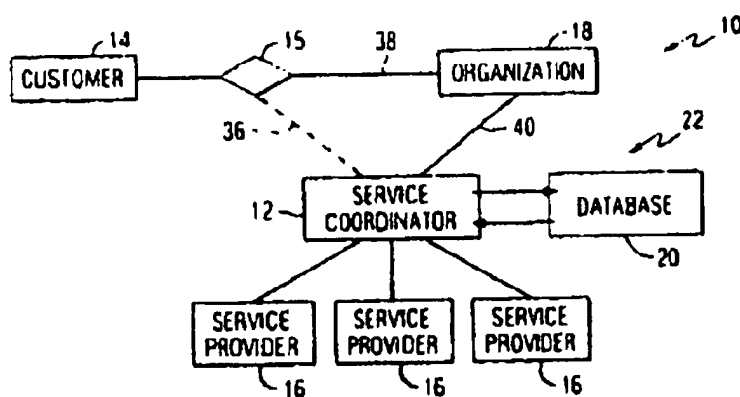 14
15
38
18
10
CUSTOMER
ORGANIZATION
36
40
22
12
SERVICE
COORDINATOR
DATABASE
20
SERVICE
PROVIDER
SERVICE
PROVIDER
SERVICE
PROVIDER
16
16
16